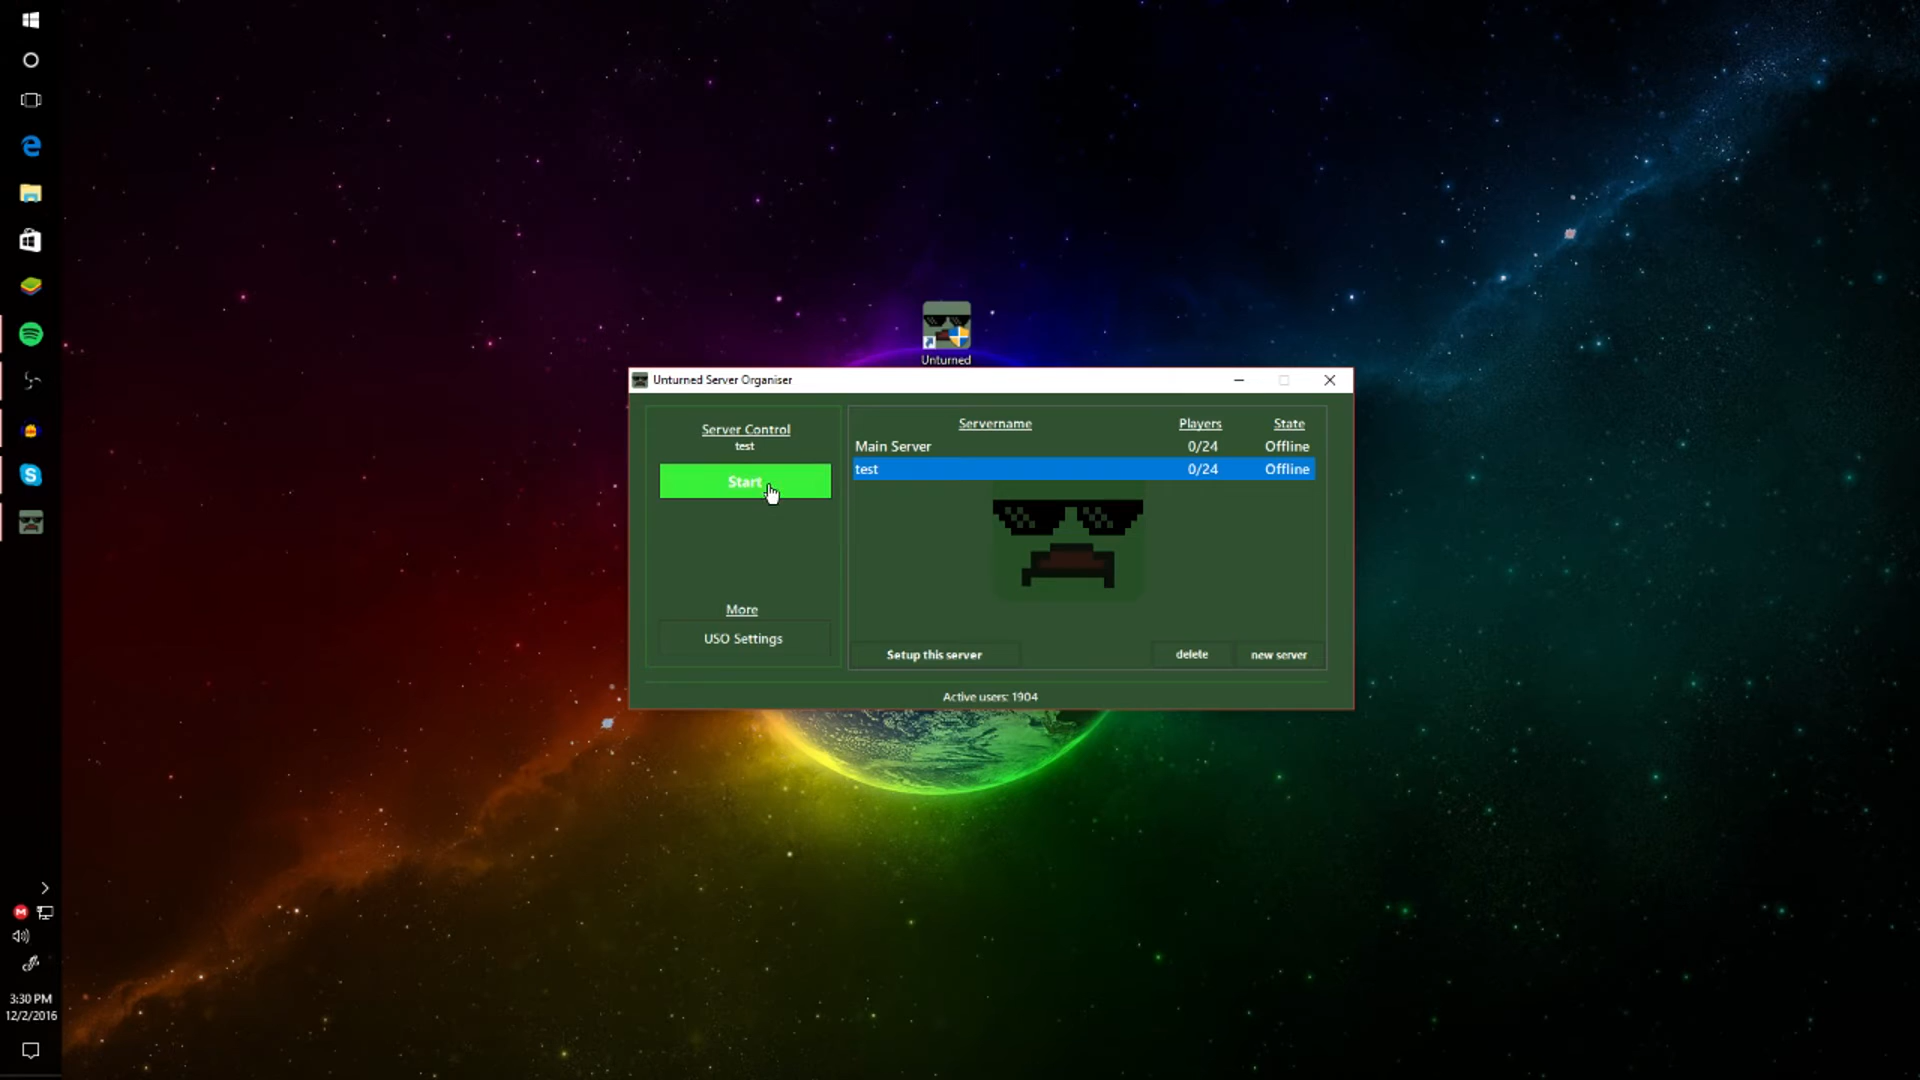 Unturned
Unturned Server Organiser
Server Control
test
Start
More
USO Settings
Servername Players State
Main Server 0/24 Offline
test 0/24 Offline
Setup this server delete new server
Active users: 1904
3:30 PM
12/2/2016